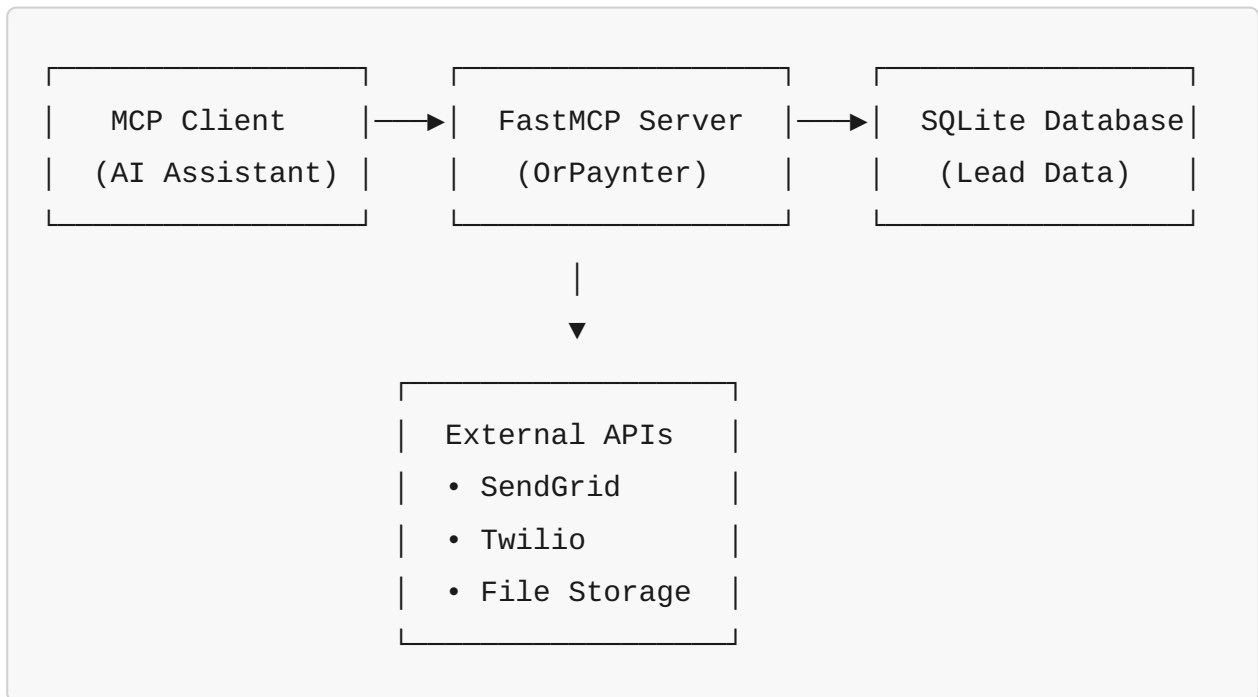 MCP Client FastMCP Server SQLite Database
(AI Assistant) (OrPaynter) (Lead Data)
External APIs
• SendGrid
• Twilio
• File Storage